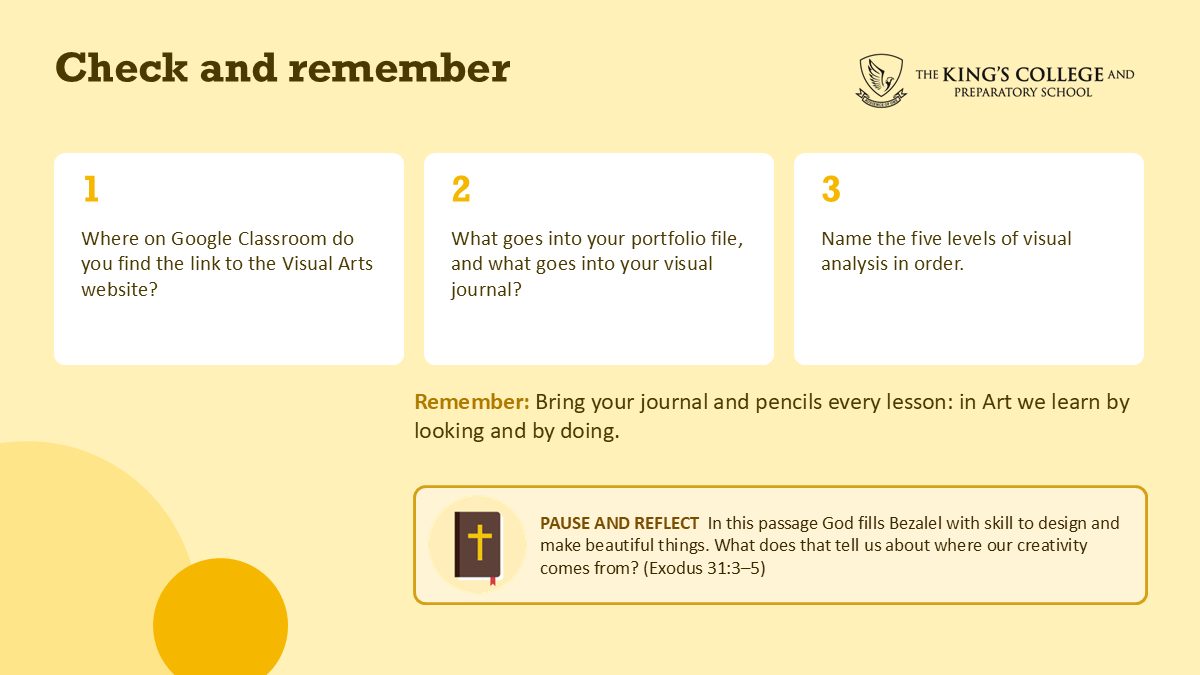 Check and remember
THE KING'S COLLEGE AND
PREPARATORY SCHOOL
1
Where on Google Classroom do
you find the link to the Visual Arts
website?
2
What goes into your portfolio file,
and what goes into your visual
journal?
3
Name the five levels of visual
analysis in order.
Remember: Bring your journal and pencils every lesson: in Art we learn by
looking and by doing.
PAUSE AND REFLECT In this passage God fills Bezalel with skill to design and
make beautiful things. What does that tell us about where our creativity
comes from? (Exodus 31:3–5)